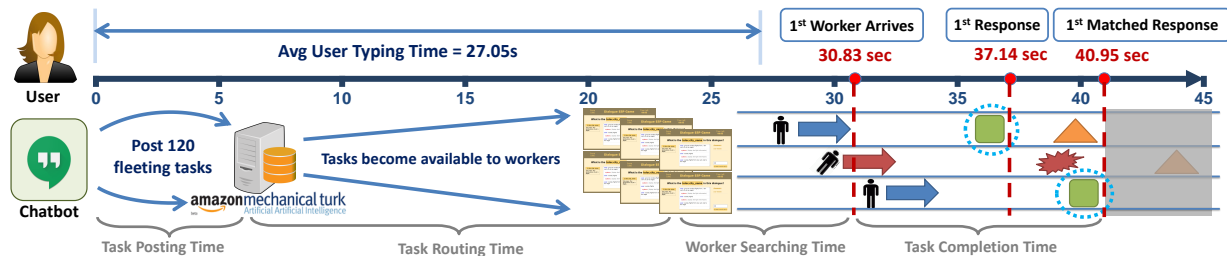 1st Worker Arrives
1st Response
1st Matched Response
Avg User Typing Time = 27.05s
30.83 sec
37.14 sec
40.95 sec
User
0
5
10
15
20
25
30
35
40
45
Post 120
fleeting tasks
Tasks become available to workers
Chatbot
amazonmechanical turk
Artificial Artificial Intelligence
Task Posting Time
Task Routing Time
Worker Searching Time
Task Completion Time